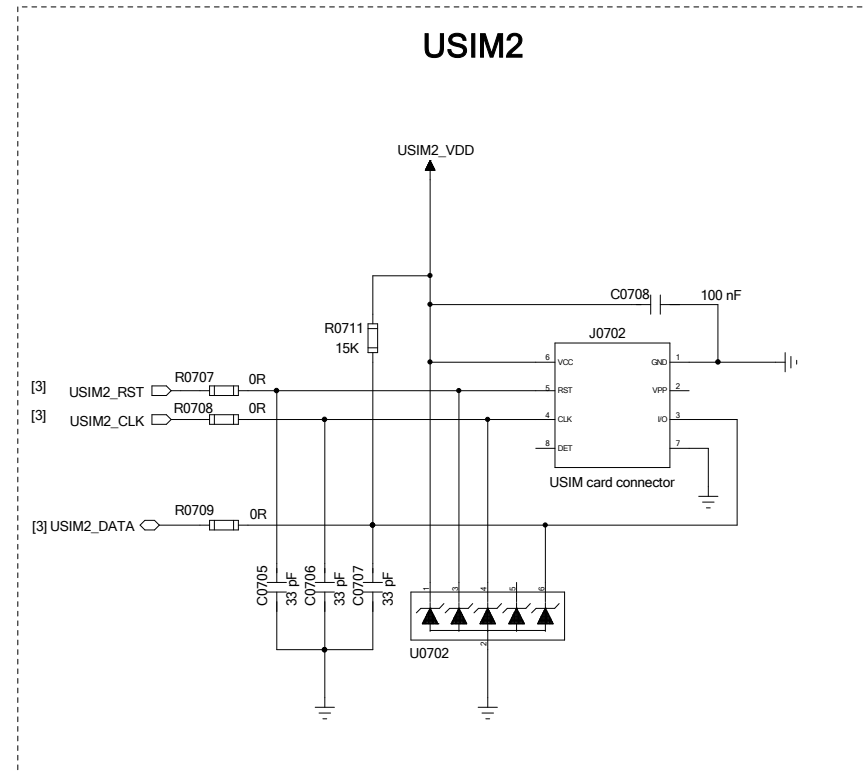 USIM2
USIM2_VDD
C0708 100 nF
R0711
15K
J0702
6 VCC GND 1
[3] USIM2_RST R0707 0R 5 RST VPP 2
[3] USIM2_CLK R0708 0R 4 CLK I/O 3
8 DET 7
USIM card connector
[3] USIM2_DATA R0709 0R
C0705 33 pF C0706 33 pF C0707 33 pF
1 3 4 5 6
2
U0702